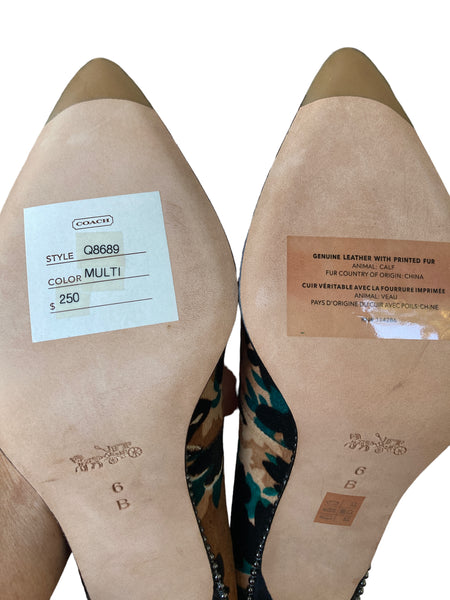 COACH
STYLE Q8689
COLOR MULTI
$ 250
6
B
GENUINE LEATHER WITH PRINTED FUR
ANIMAL: CALF
FUR COUNTRY OF ORIGIN: CHINA
CUIR VÉRITABLE AVEC LA FOURRURE IMPRIMÉE
ANIMAL: VEAU
PAYS D'ORIGINE DU CUIR AVEC POILS: CHINE
6
B